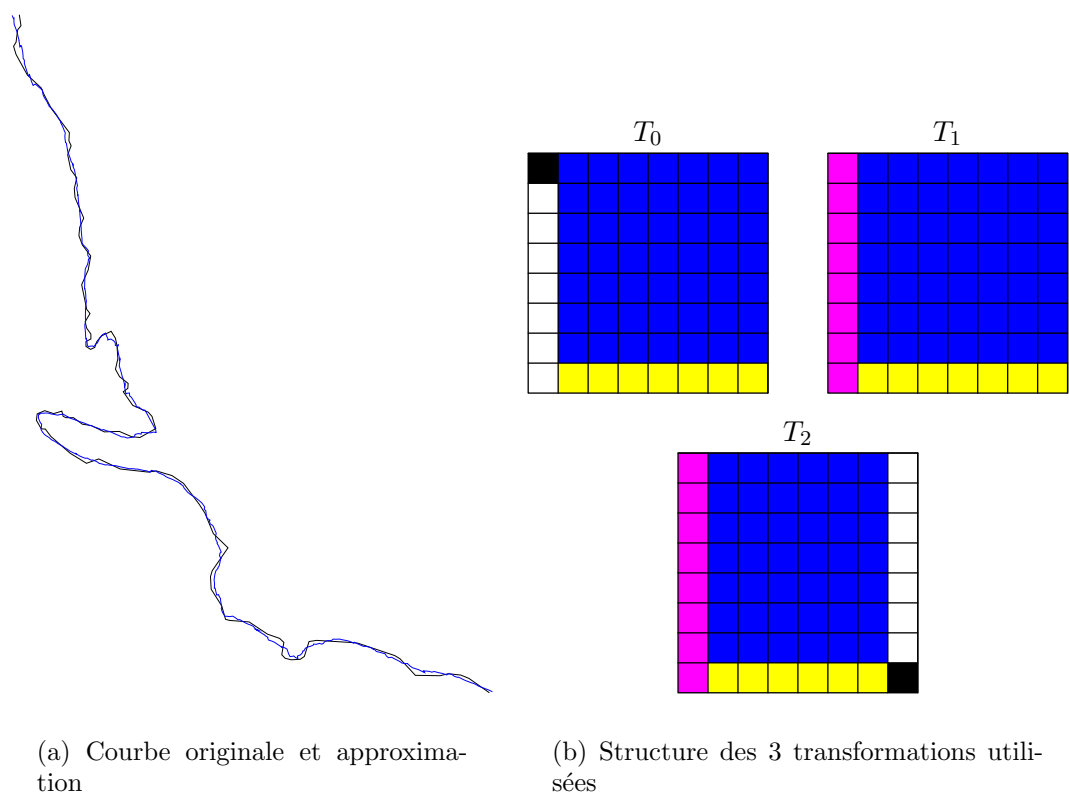 T₀
T₁
T₂
(a) Courbe originale et approxima-
tion
(b) Structure des 3 transformations utili-
sées